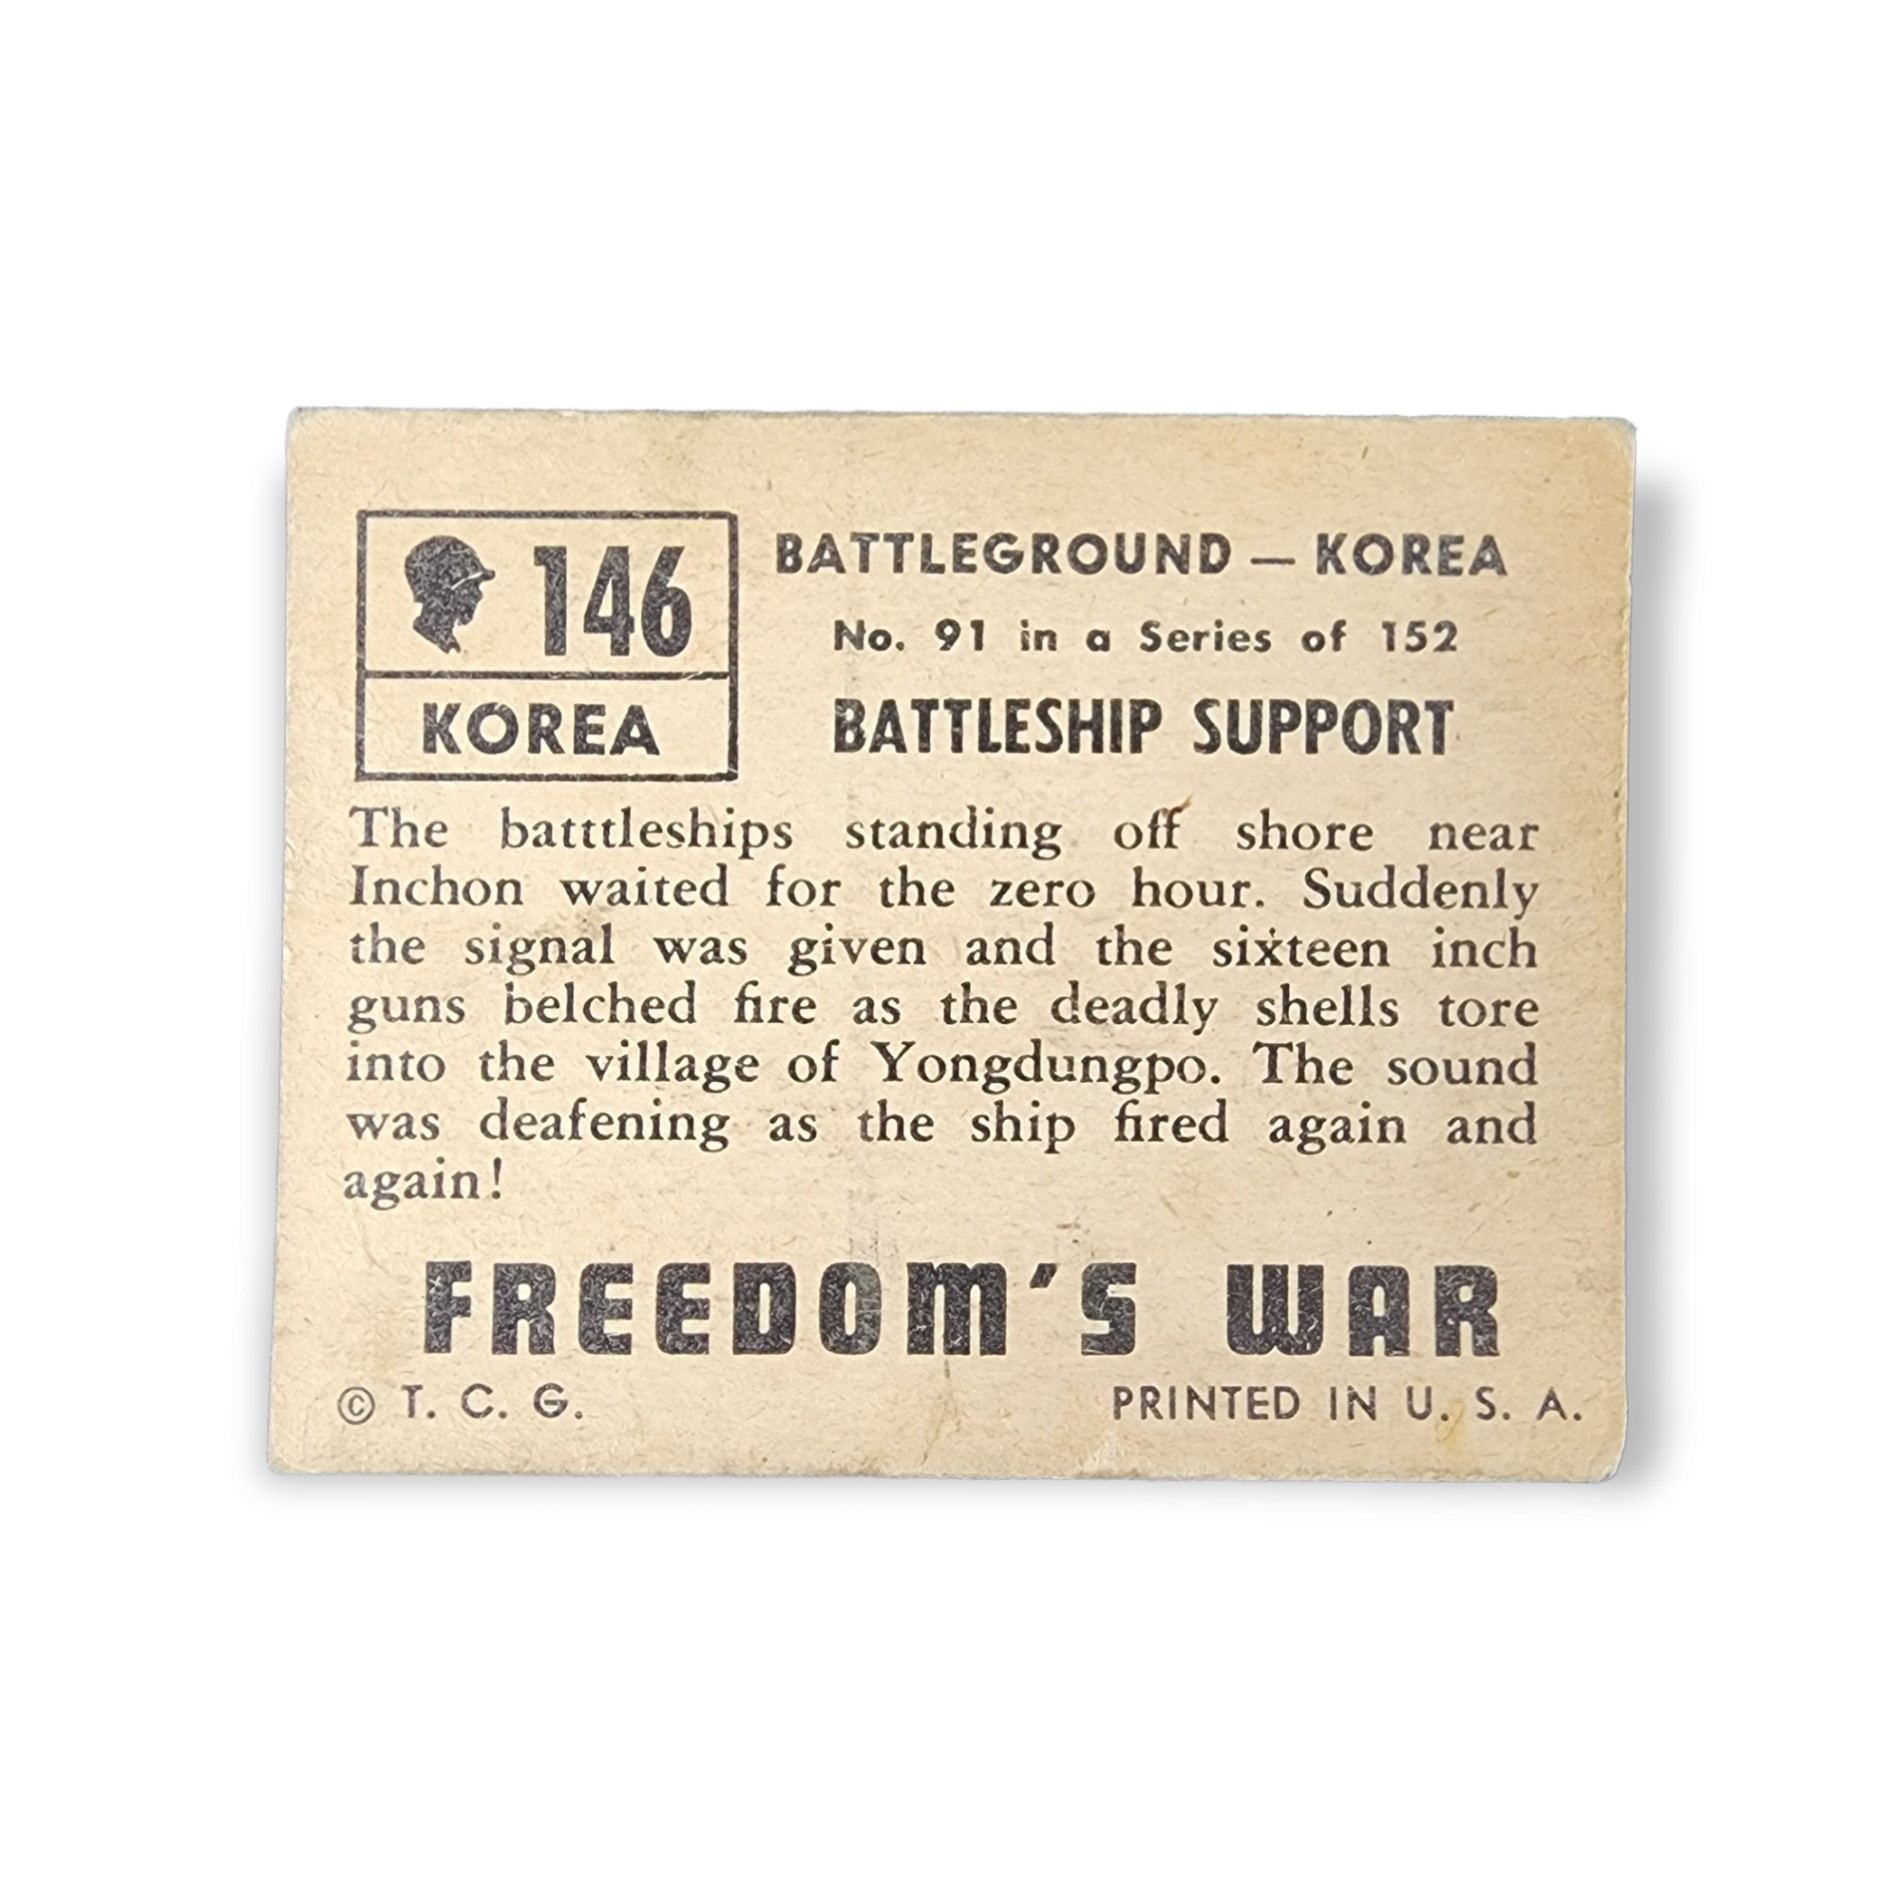 146
KOREA
BATTLEGROUND — KOREA
No. 91 in a Series of 152
BATTLESHIP SUPPORT
The batttleships standing off shore near
Inchon waited for the zero hour. Suddenly
the signal was given and the sixteen inch
guns belched fire as the deadly shells tore
into the village of Yongdungpo. The sound
was deafening as the ship fired again and
again!
FREEDOM'S WAR
© T. C. G.
PRINTED IN U. S. A.